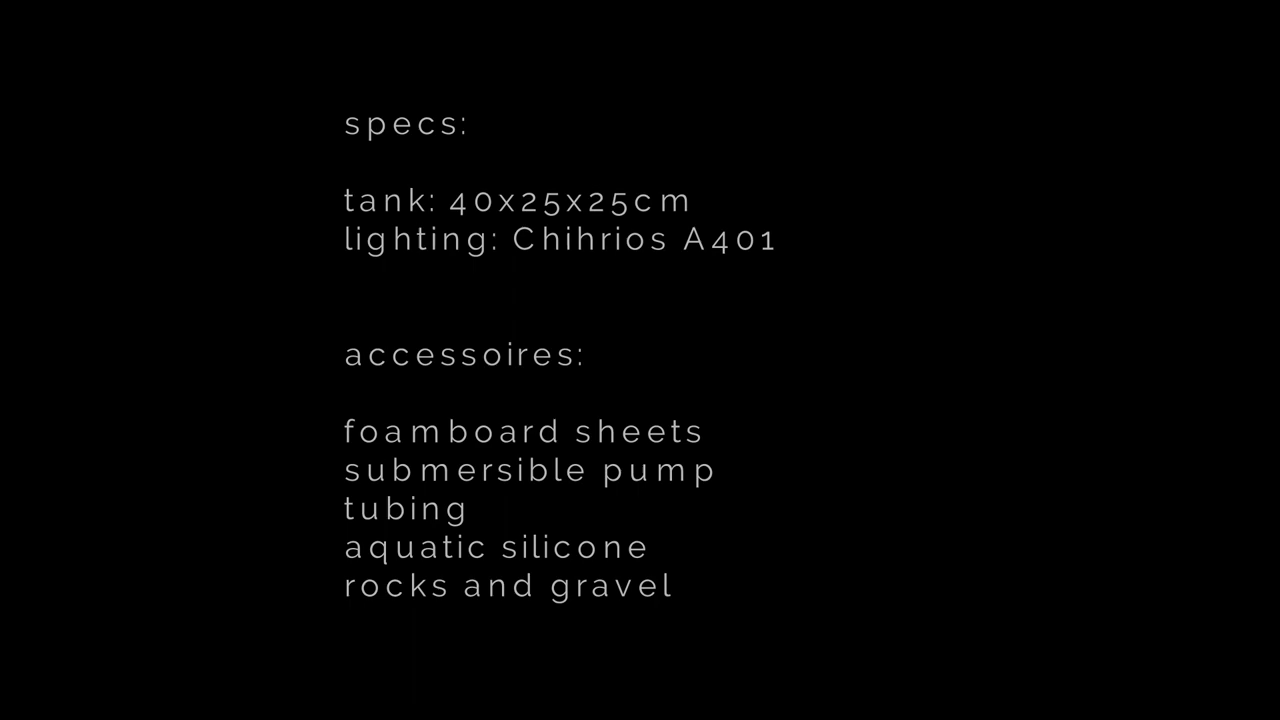 specs:
tank: 40x25x25cm
lighting: Chihrios A401
accessoires:
foamboard sheets
submersible pump
tubing
aquatic silicone
rocks and gravel